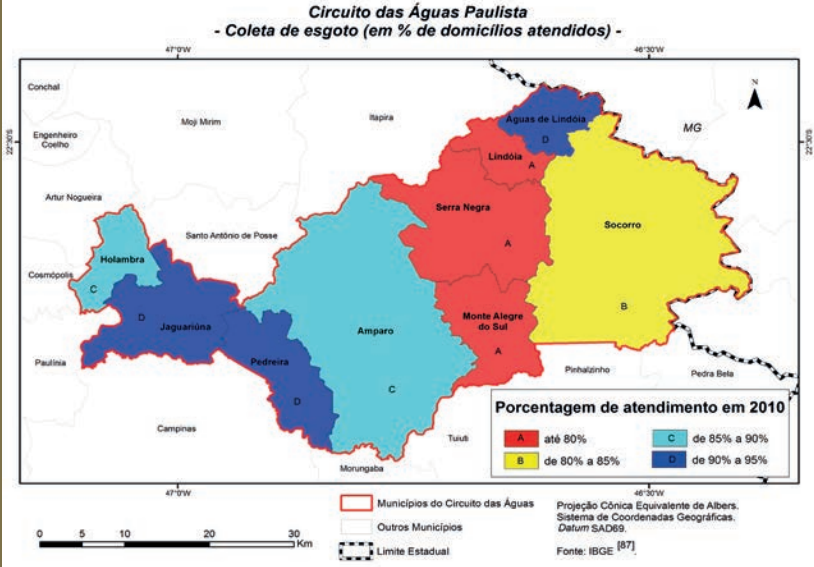 Circuito das Águas Paulista
- Coleta de esgoto (em % de domicílios atendidos) -
47°0'W
46°30'W
Conchal
N
Moji Mirim
Itapira
Águas de Lindóia
MG
Engenheiro
Coelho
D
22°30'S
22°30'S
Lindóia
A
Artur Nogueira
Serra Negra
Socorro
Santo Antônio de Posse
A
Holambra
Cosmópolis
C
B
D
Jaguariúna
Amparo
Monte Alegre
do Sul
A
Paulínia
Pedreira
Pinhalzinho
Pedra Bela
C
D
Campinas
Tuiuti
Morungaba
Porcentagem de atendimento em 2010
A até 80%
C de 85% a 90%
B de 80% a 85%
D de 90% a 95%
47°0'W
46°30'W
Municípios do Circuito das Águas
Outros Municípios
Limite Estadual
Projeção Cônica Equivalente de Albers.
Sistema de Coordenadas Geográficas.
Datum SAD69.
Fonte: IBGE [87].
0 5 10 20 30
Km